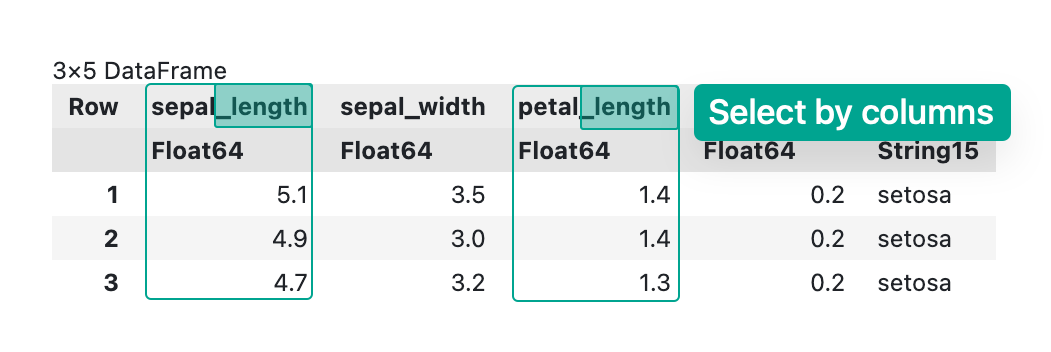 3×5 DataFrame
Row sepal_length sepal_width petal_length Select by columns
Float64 Float64 Float64 Float64 String15
1 5.1 3.5 1.4 0.2 setosa
2 4.9 3.0 1.4 0.2 setosa
3 4.7 3.2 1.3 0.2 setosa